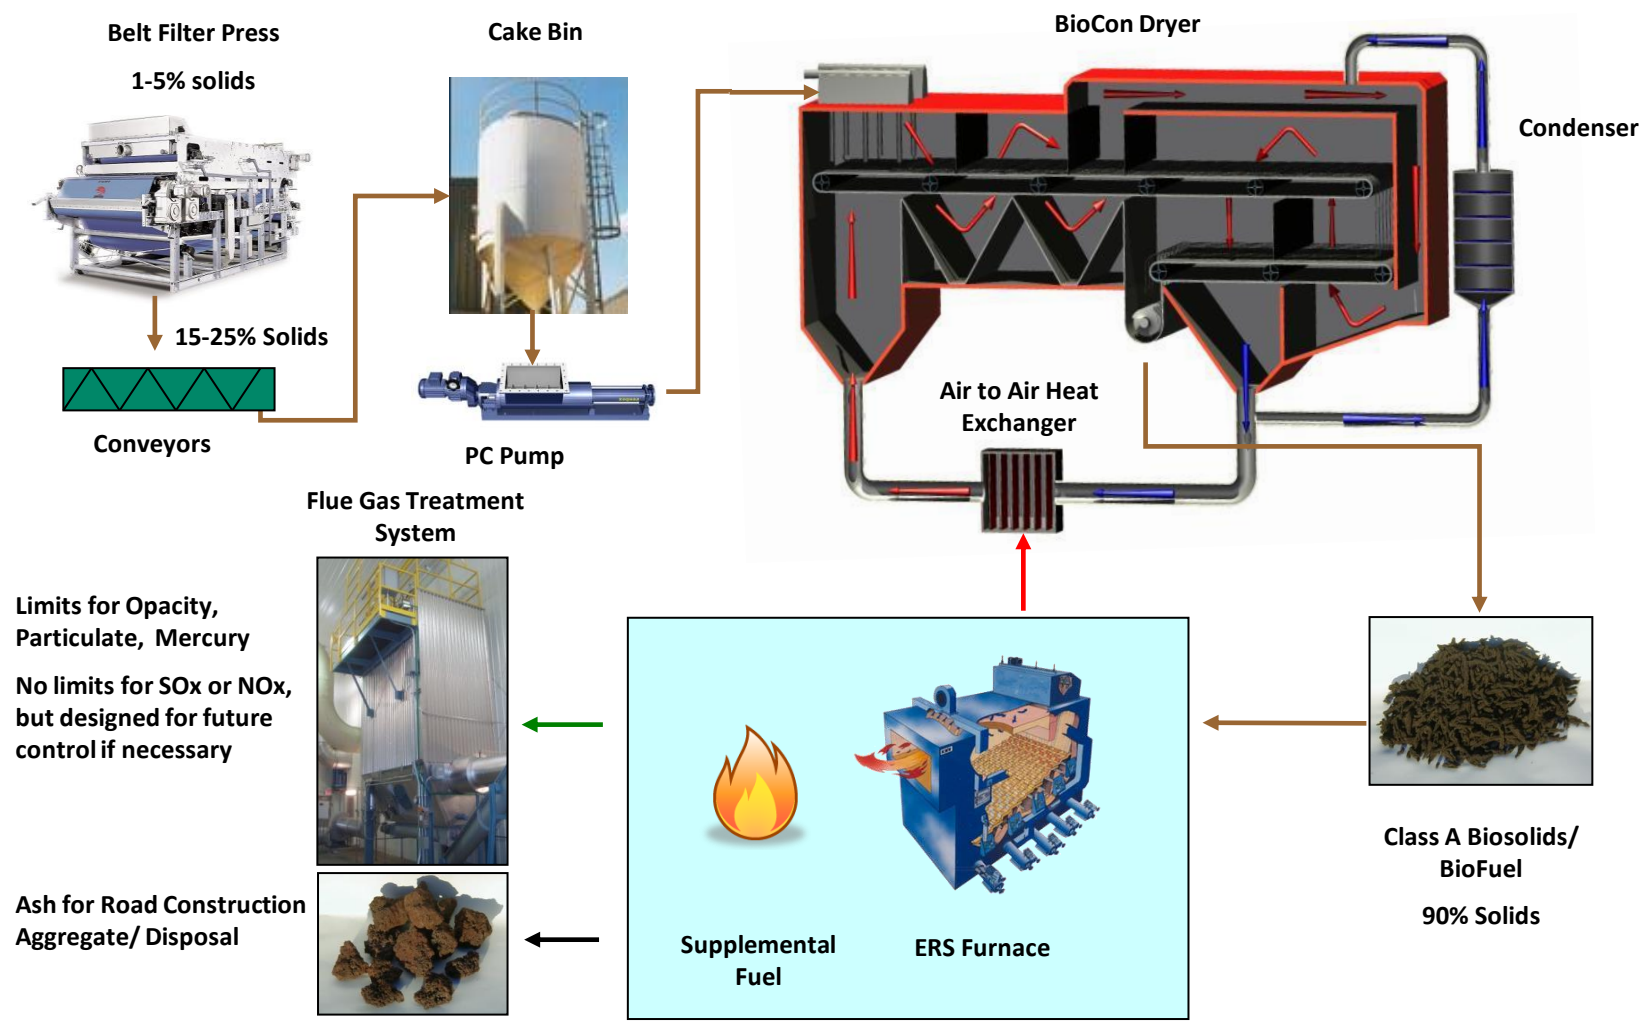 Belt Filter Press
1-5% solids
Cake Bin
BioCon Dryer
Condenser
15-25% Solids
Conveyors
PC Pump
Air to Air Heat
Exchanger
Flue Gas Treatment
System
Limits for Opacity,
Particulate, Mercury
No limits for SOx or NOx,
but designed for future
control if necessary
Ash for Road Construction
Aggregate/ Disposal
Supplemental
Fuel
ERS Furnace
Class A Biosolids/
BioFuel
90% Solids